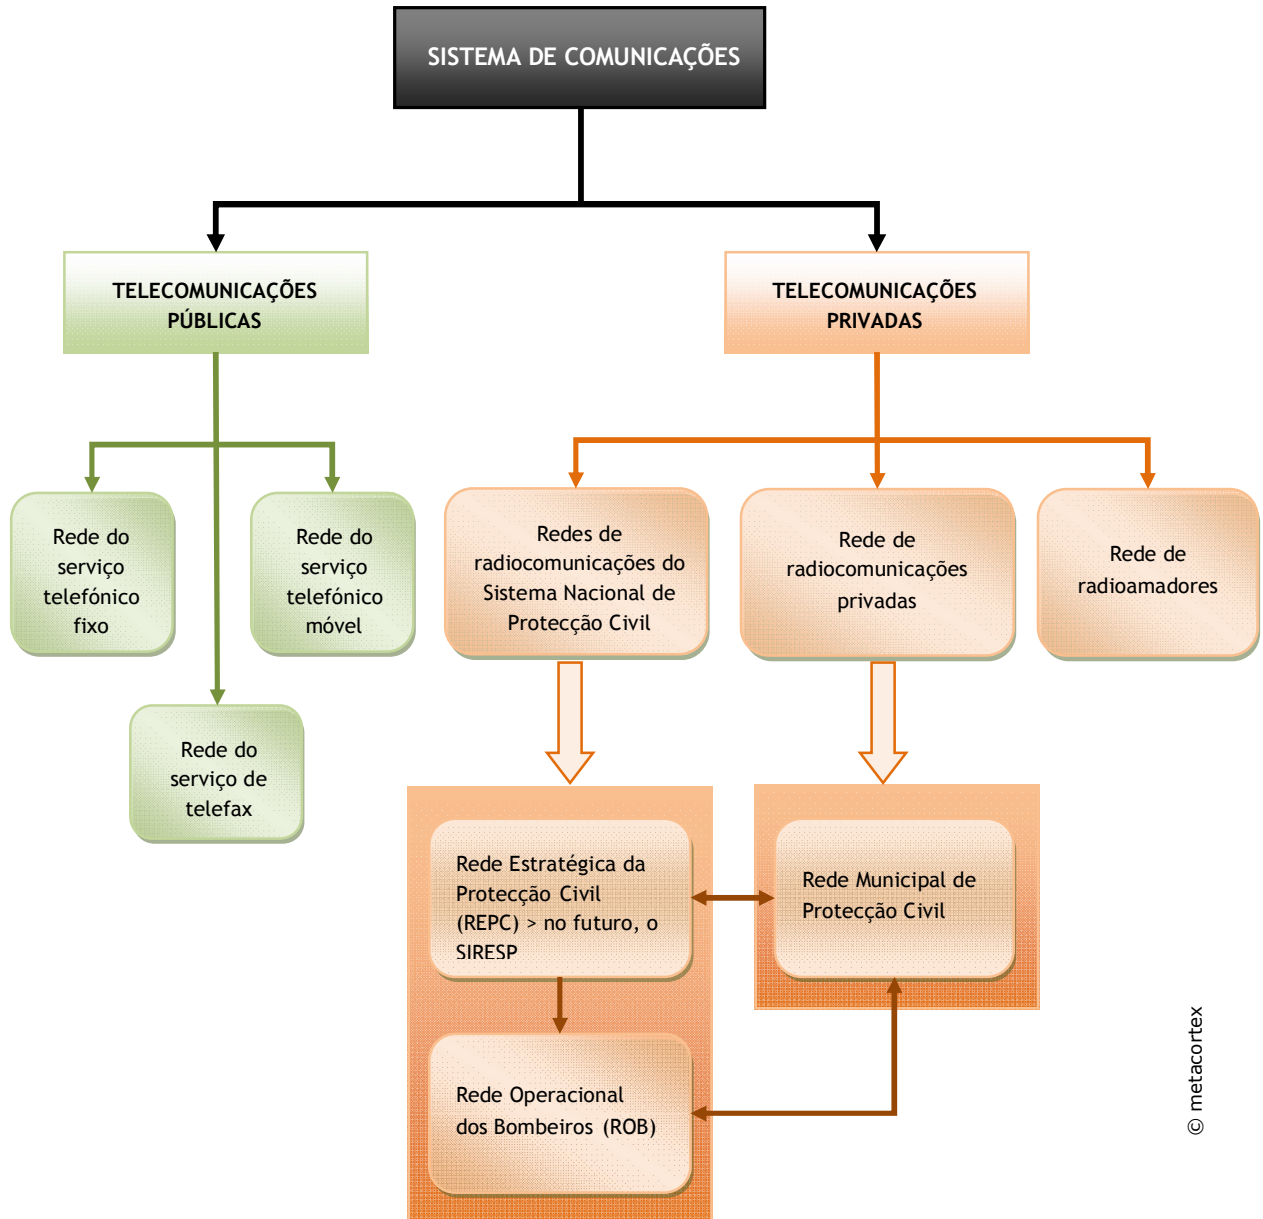 SISTEMA DE COMUNICAÇÕES
TELECOMUNICAÇÕES
PÚBLICAS
TELECOMUNICAÇÕES
PRIVADAS
Rede do
serviço
telefónico
fixo
Rede do
serviço
telefónico
móvel
Redes de
radiocomunicações do
Sistema Nacional de
Protecção Civil
Rede de
radiocomunicações
privadas
Rede de
radioamadores
Rede do
serviço de
telefax
Rede Estratégica da
Protecção Civil
(REPC) > no futuro, o
SIRESP
Rede Municipal de
Protecção Civil
Rede Operacional
dos Bombeiros (ROB)
© metacortex